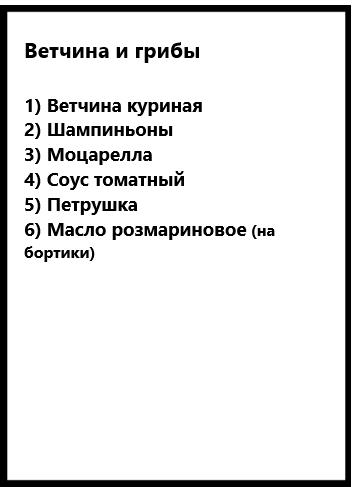 Ветчина и грибы
1) Ветчина куриная
2) Шампиньоны
3) Моцарелла
4) Соус томатный
5) Петрушка
6) Масло розмариновое (на
бортики)